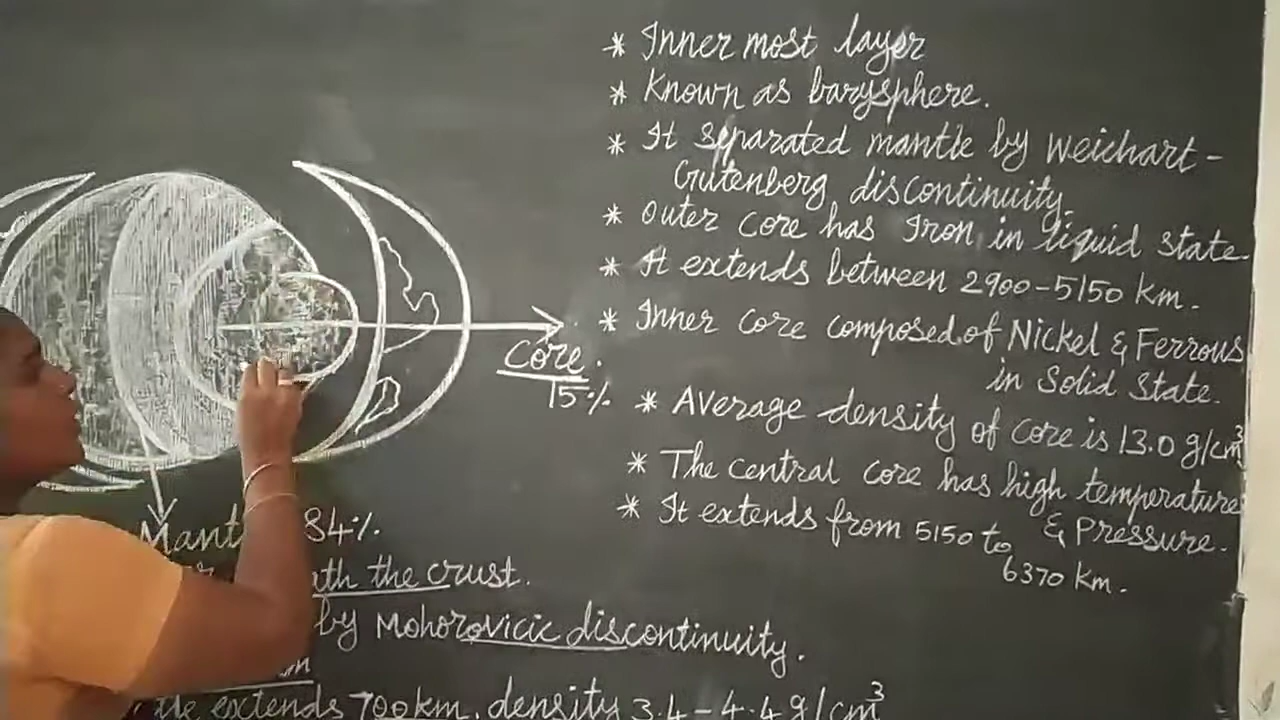 * Inner most layer
* Known as barysphere.
* It separated mantle by Weichart-
Gutenberg discontinuity.
* Outer core has Iron in liquid state.
* It extends between 2900-5150 km.
* Inner core composed of Nickel & Ferrous
in Solid State.
* Average density of core is 13.0 g/cm³
* The central core has high temperature
& Pressure.
* It extends from 5150 to
6370 km.
core.
15%
84%.
the crust.
by Mohorovicic discontinuity.
extends 700km. density 3.4-4.4 g/cm³